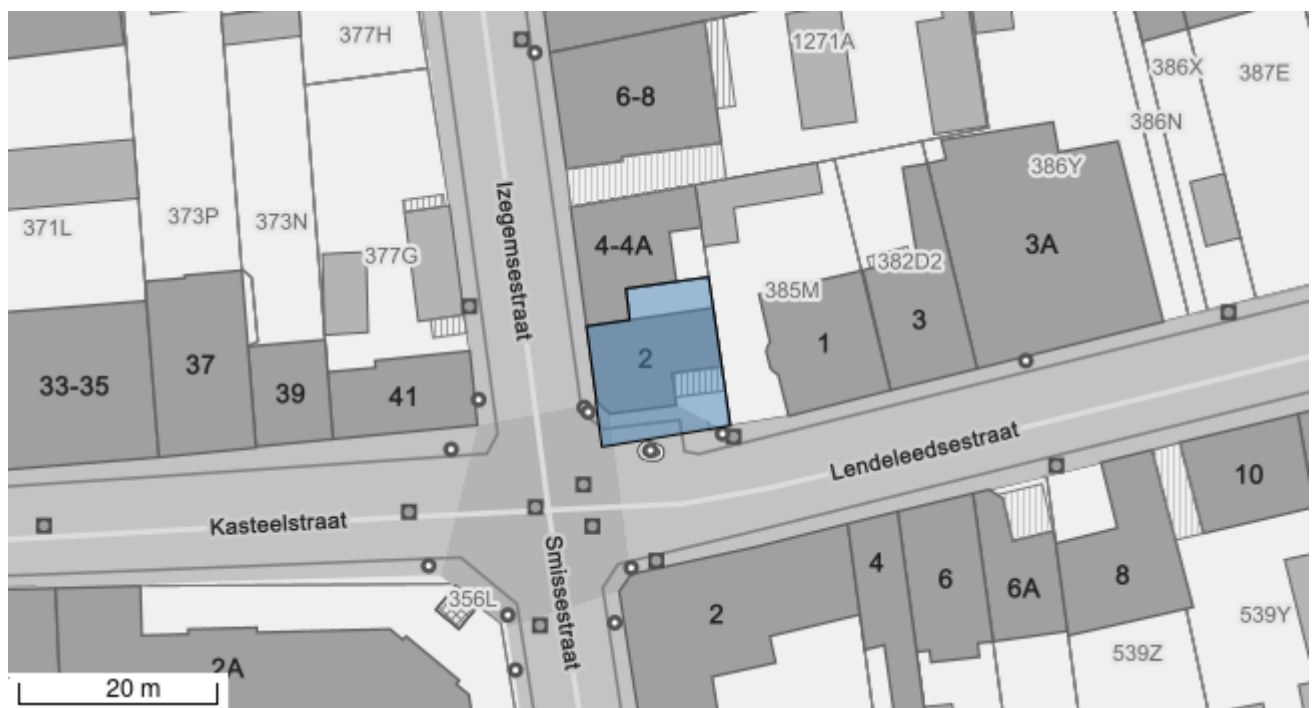 377H
1271A
386X
387E
6-8
386N
386Y
371L
373P
373N
377G
Izegemsestraat
4-4A
382D2
3A
385M
1
3
2
33-35
37
39
41
Lendeleedsestraat
10
Kasteelstraat
Smissestraat
4
6
6A
8
2
356L
539Y
539Z
2A
20 m